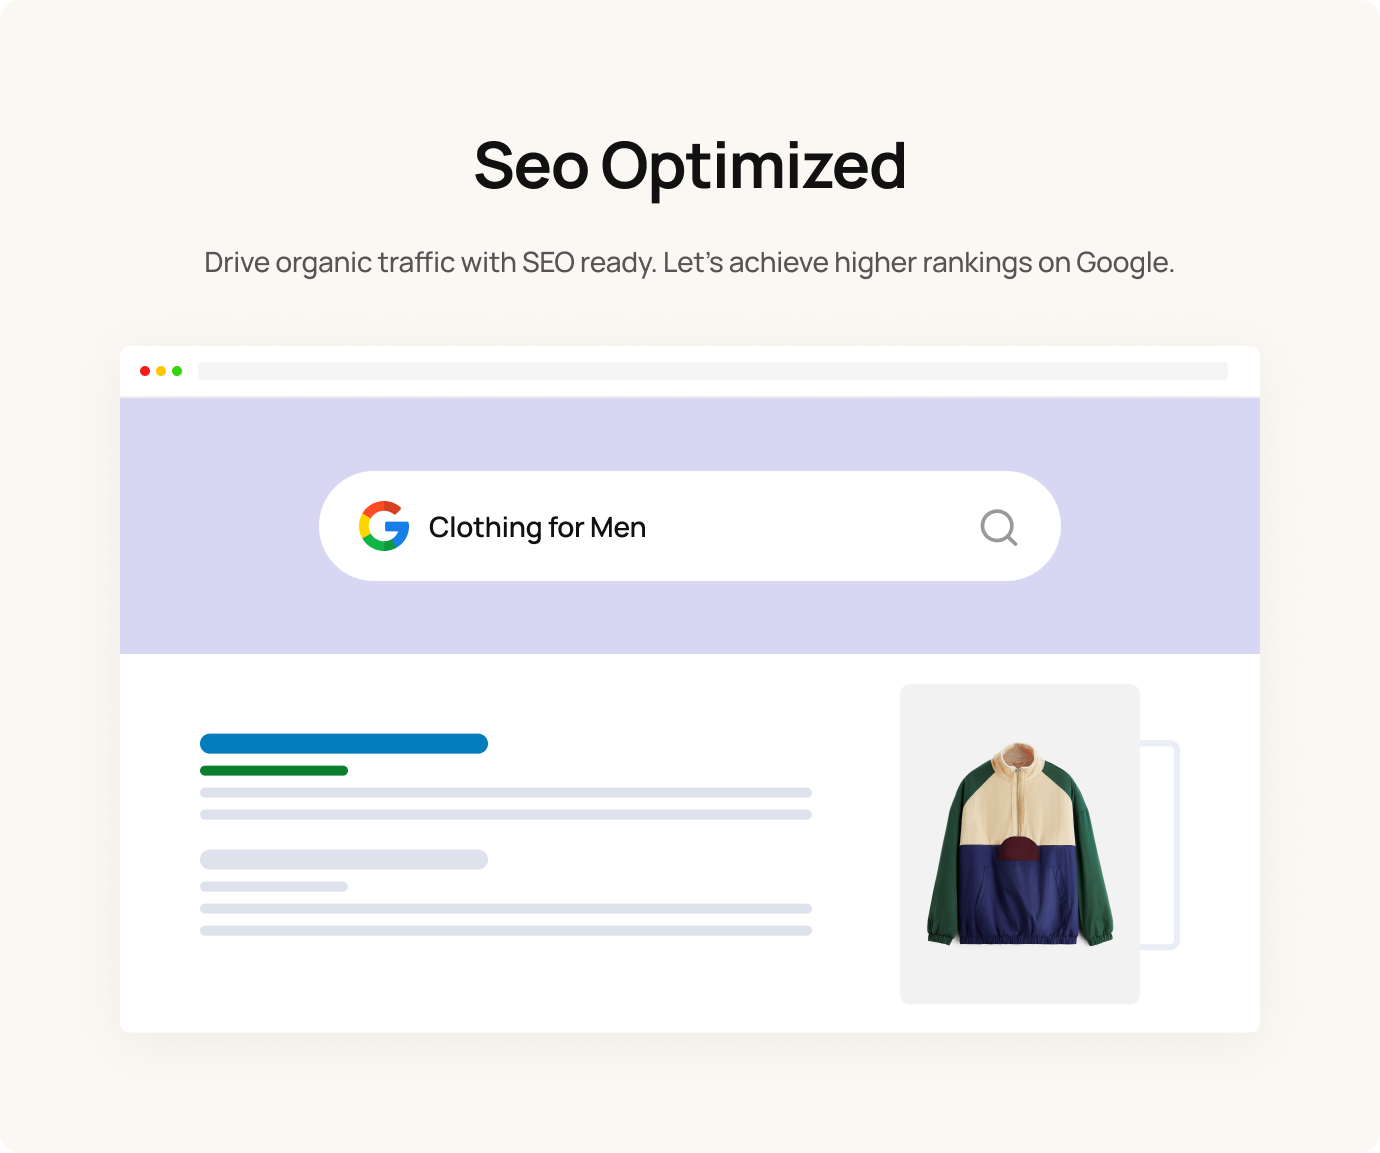 Seo Optimized
Drive organic traffic with SEO ready. Let's achieve higher rankings on Google.
Clothing for Men